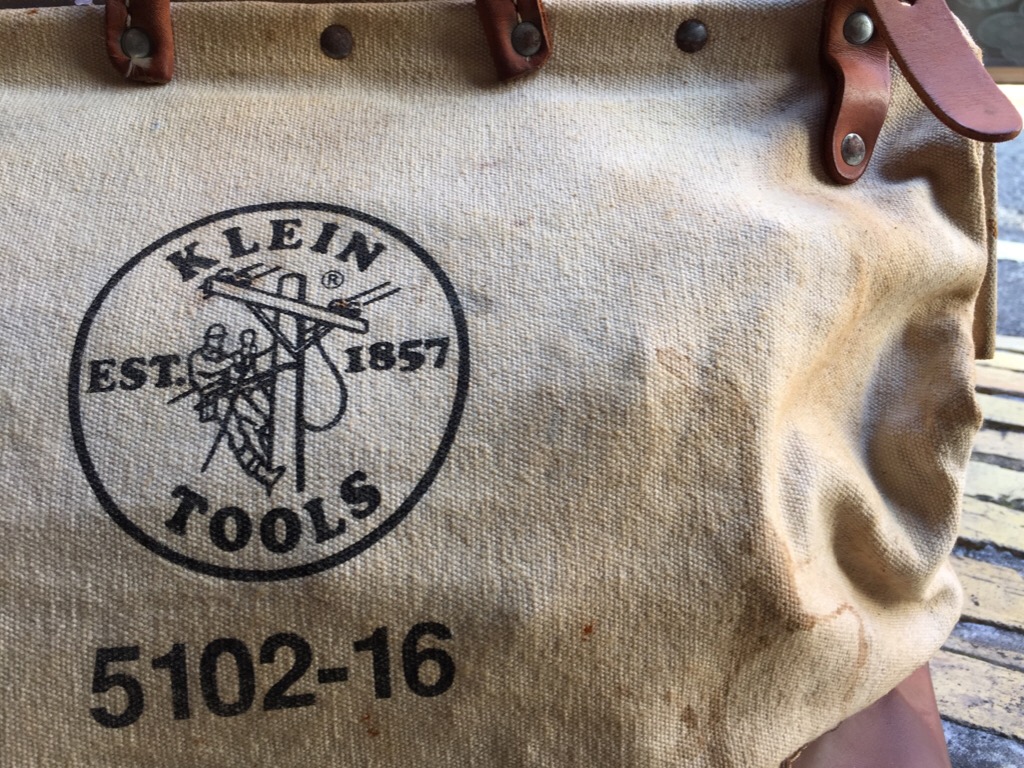 KLEIN
®
EST. 1857
TOOLS
5102-16